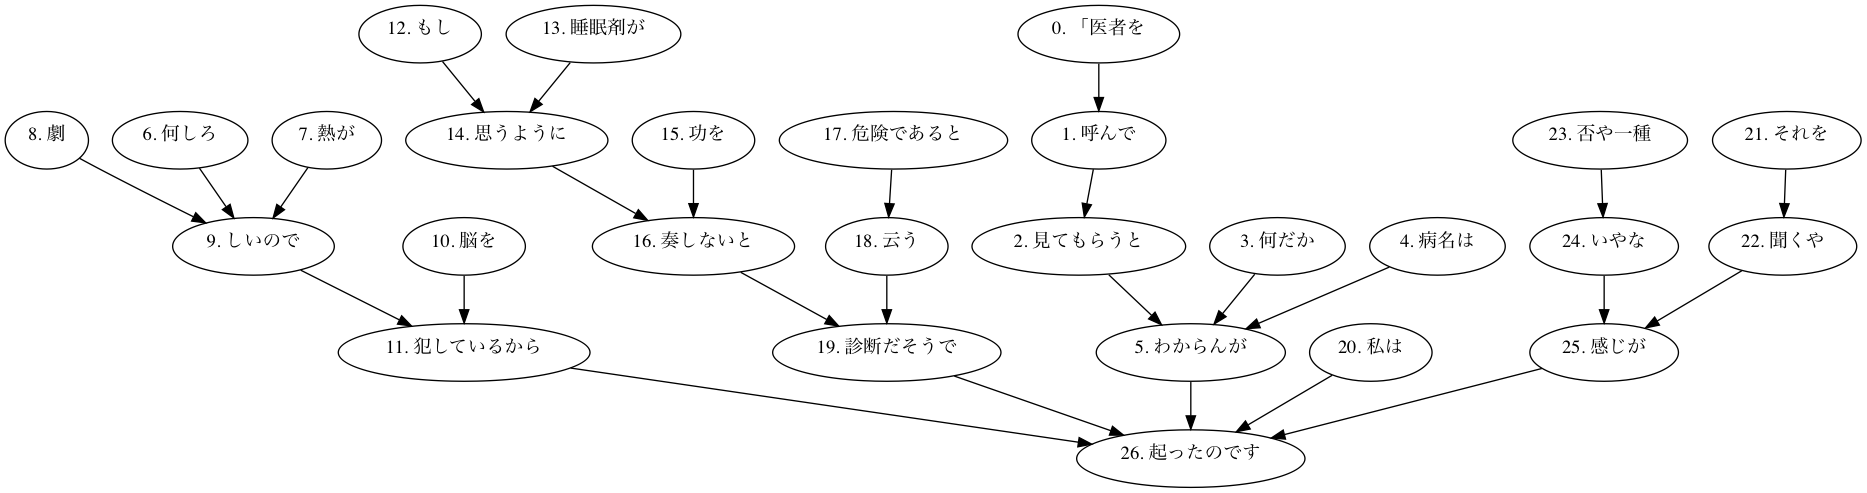 12. もし
13. 睡眠剤が
0. 「医者を
8. 劇
6. 何しろ
7. 熱が
14. 思うように
15. 功を
17. 危険であると
1. 呼んで
23. 否や一種
21. それを
9. しいので
10. 脳を
16. 奏しないと
18. 云う
2. 見てもらうと
3. 何だか
4. 病名は
24. いやな
22. 聞くや
11. 犯しているから
19. 診断だそうで
5. わからんが
20. 私は
25. 感じが
26. 起ったのです